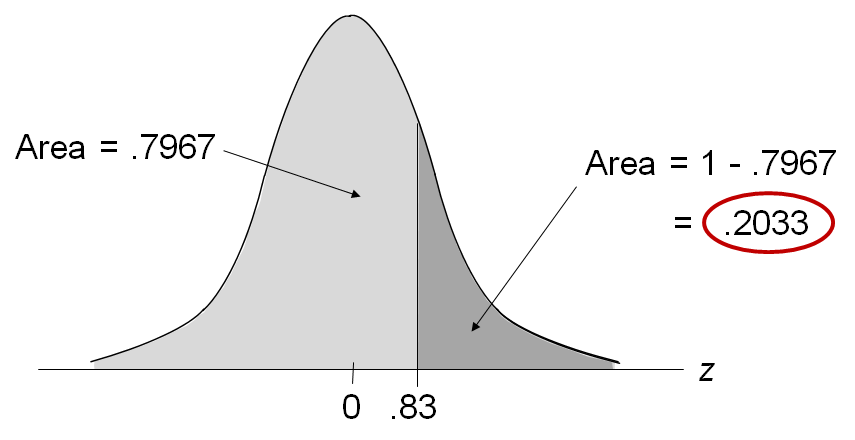 Area = .7967
Area = 1 - .7967
= .2033
z
0 .83